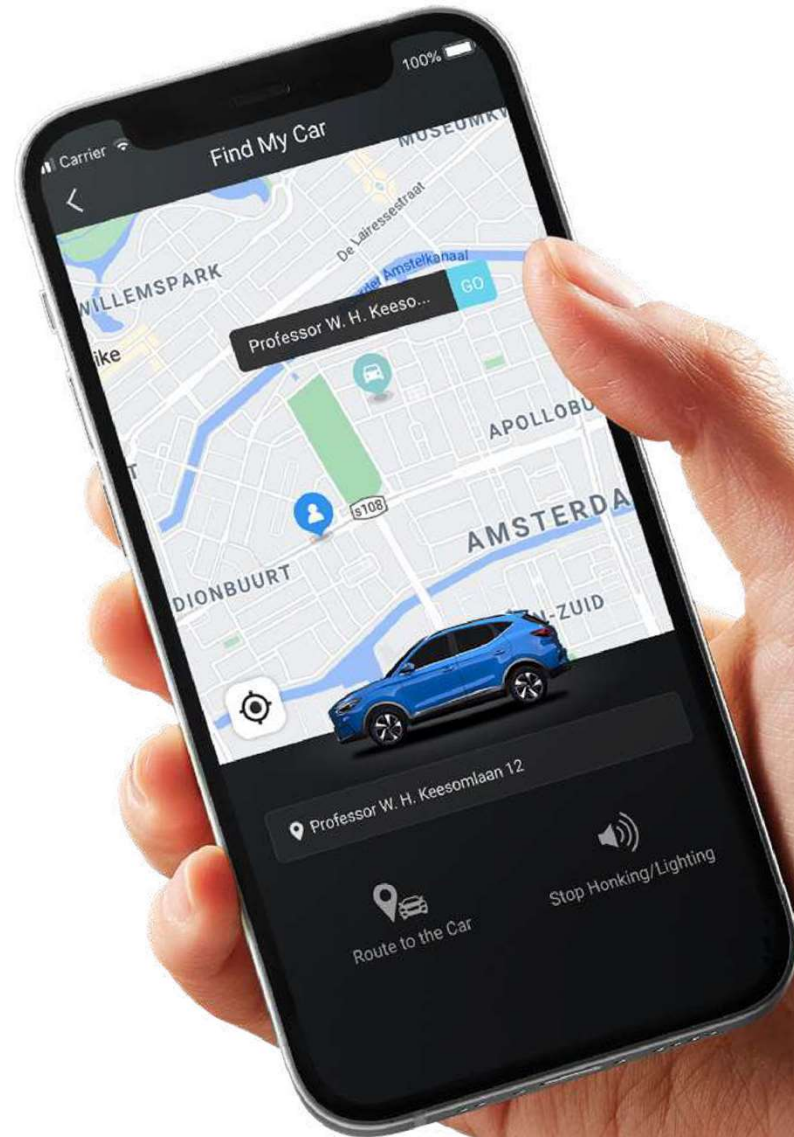 Carrier
100%
Find My Car
MUSEUMKW
De Lairessestraat
WILLEMSPARK
Amstelkanaal
Professor W. H. Keeso...
GO
ike
APOLLOBU
T
s108
AMSTERDA
DIONBUURT
N-ZUID
Professor W. H. Keesomlaan 12
Route to the Car
Stop Honking/Lighting